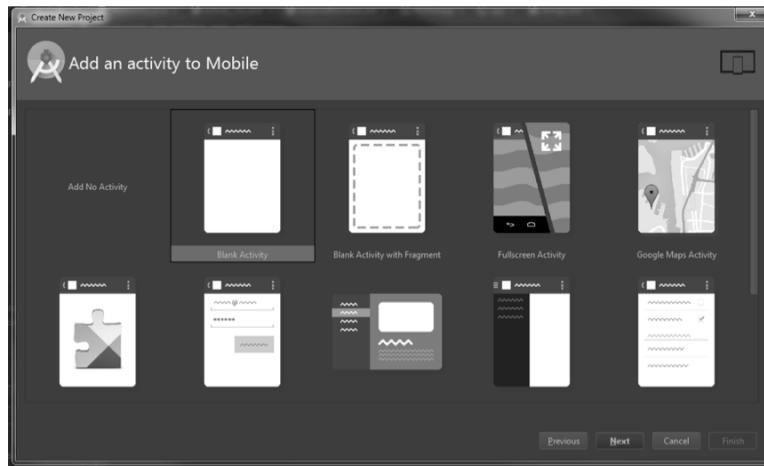 Create New Project
Add an activity to Mobile
Add No Activity
Blank Activity
Blank Activity with Fragment
Fullscreen Activity
Google Maps Activity
Previous
Next
Cancel
Finish